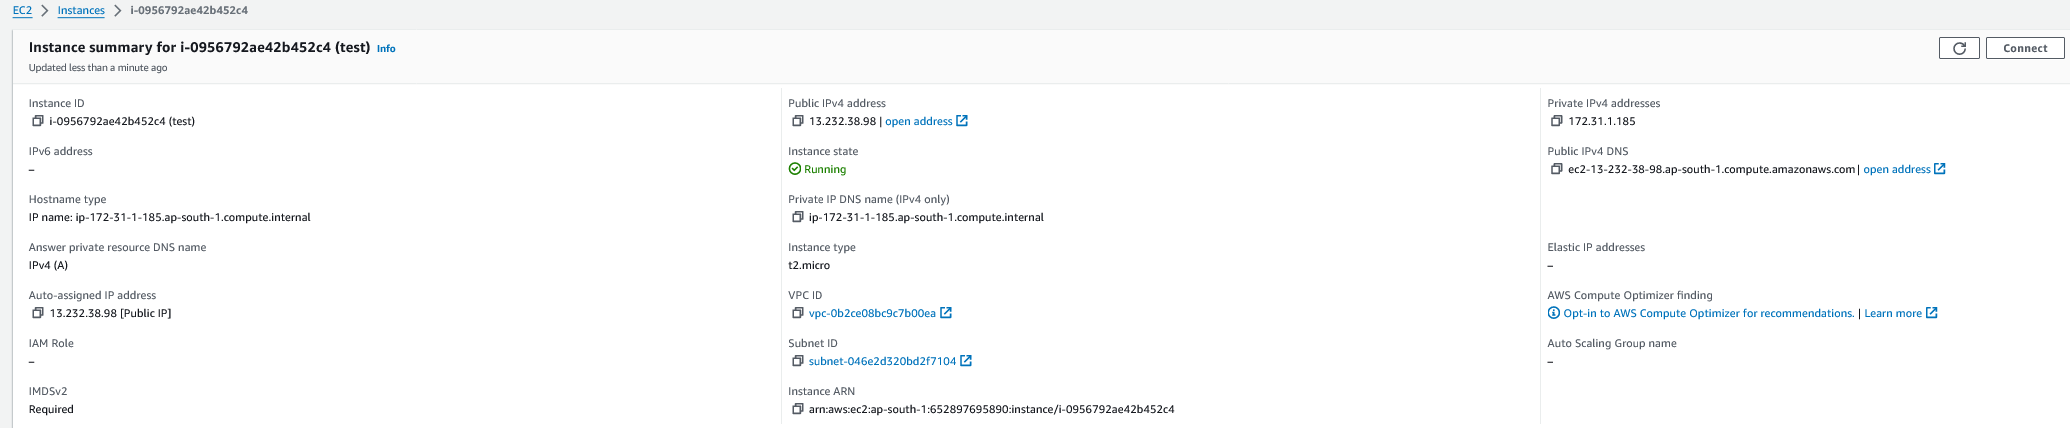 EC2 > Instances > i-0956792ae42b452c4
Instance summary for i-0956792ae42b452c4 (test) Info
Connect
Updated less than a minute ago
Instance ID
i-0956792ae42b452c4 (test)
Public IPv4 address
13.232.38.98 | open address
Private IPv4 addresses
172.31.1.185
IPv6 address
–
Instance state
Running
Public IPv4 DNS
ec2-13-232-38-98.ap-south-1.compute.amazonaws.com | open address
Hostname type
IP name: ip-172-31-1-185.ap-south-1.compute.internal
Private IP DNS name (IPv4 only)
ip-172-31-1-185.ap-south-1.compute.internal
Answer private resource DNS name
IPv4 (A)
Instance type
t2.micro
Elastic IP addresses
–
Auto-assigned IP address
13.232.38.98 [Public IP]
VPC ID
vpc-0b2ce08bc9c7b00ea
AWS Compute Optimizer finding
Opt-in to AWS Compute Optimizer for recommendations. | Learn more
IAM Role
–
Subnet ID
subnet-046e2d320bd2f7104
Auto Scaling Group name
–
IMDSv2
Required
Instance ARN
arn:aws:ec2:ap-south-1:652897695890:instance/i-0956792ae42b452c4